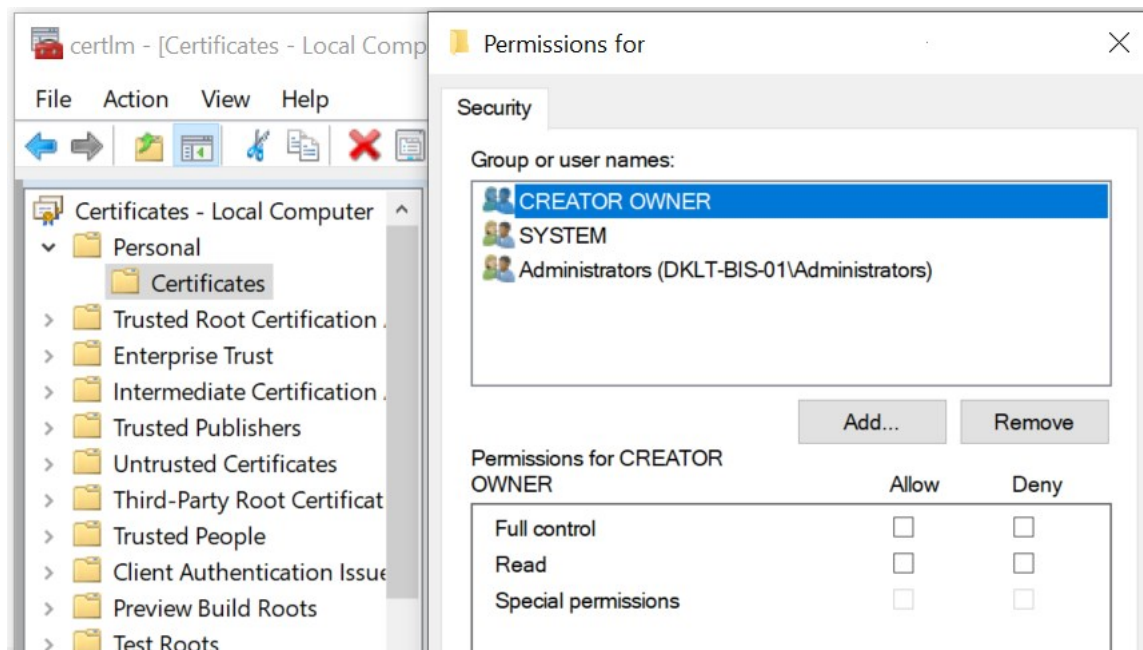 certlm - [Certificates - Local Comp
File Action View Help
Certificates - Local Computer
Personal
Certificates
Trusted Root Certification
Enterprise Trust
Intermediate Certification
Trusted Publishers
Untrusted Certificates
Third-Party Root Certificat
Trusted People
Client Authentication Issue
Preview Build Roots
Test Roots
Permissions for
Security
Group or user names:
CREATOR OWNER
SYSTEM
Administrators (DKLT-BIS-01\Administrators)
Add... Remove
Permissions for CREATOR
OWNER Allow Deny
Full control
Read
Special permissions